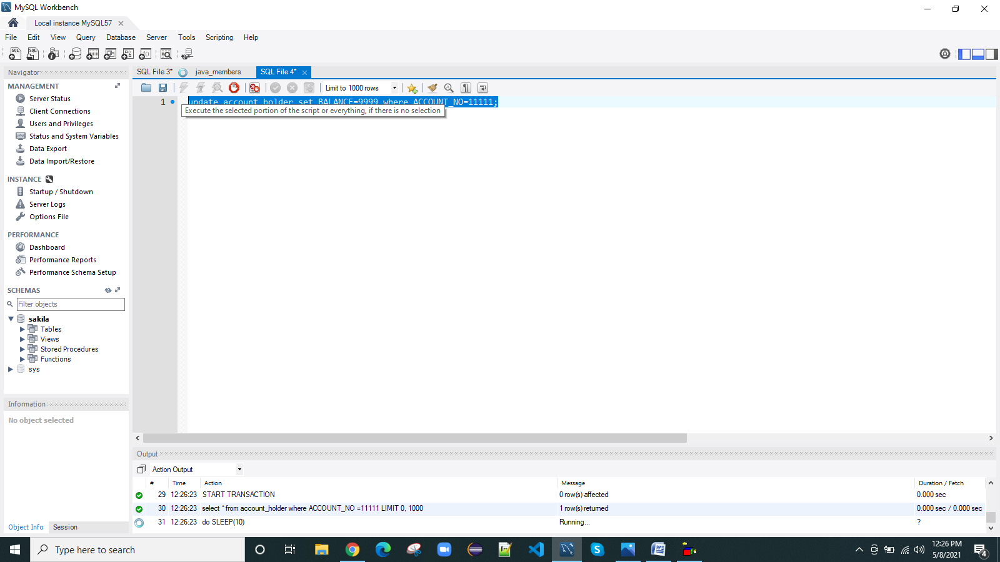 MySQL Workbench
Local instance MySQL57
File Edit View Query Database Server Tools Scripting Help
Navigator
MANAGEMENT
Server Status
Client Connections
Users and Privileges
Status and System Variables
Data Export
Data Import/Restore
INSTANCE
Startup / Shutdown
Server Logs
Options File
PERFORMANCE
Dashboard
Performance Reports
Performance Schema Setup
SCHEMAS
Filter objects
sakila
Tables
Views
Stored Procedures
Functions
sys
Information
No object selected
Object Info Session
SQL File 3* java_members SQL File 4*
Limit to 1000 rows
1 update account_holder set BALANCE=9999 where ACCOUNT_NO=11111;
Execute the selected portion of the script or everything, if there is no selection
Output
Action Output
# Time Action Message Duration / Fetch
29 12:26:23 START TRANSACTION 0 row(s) affected 0.000 sec
30 12:26:23 select * from account_holder where ACCOUNT_NO =11111 LIMIT 0, 1000 1 row(s) returned 0.000 sec / 0.000 sec
31 12:26:23 do SLEEP(10) Running... ?
Type here to search
12:26 PM
5/8/2021
4